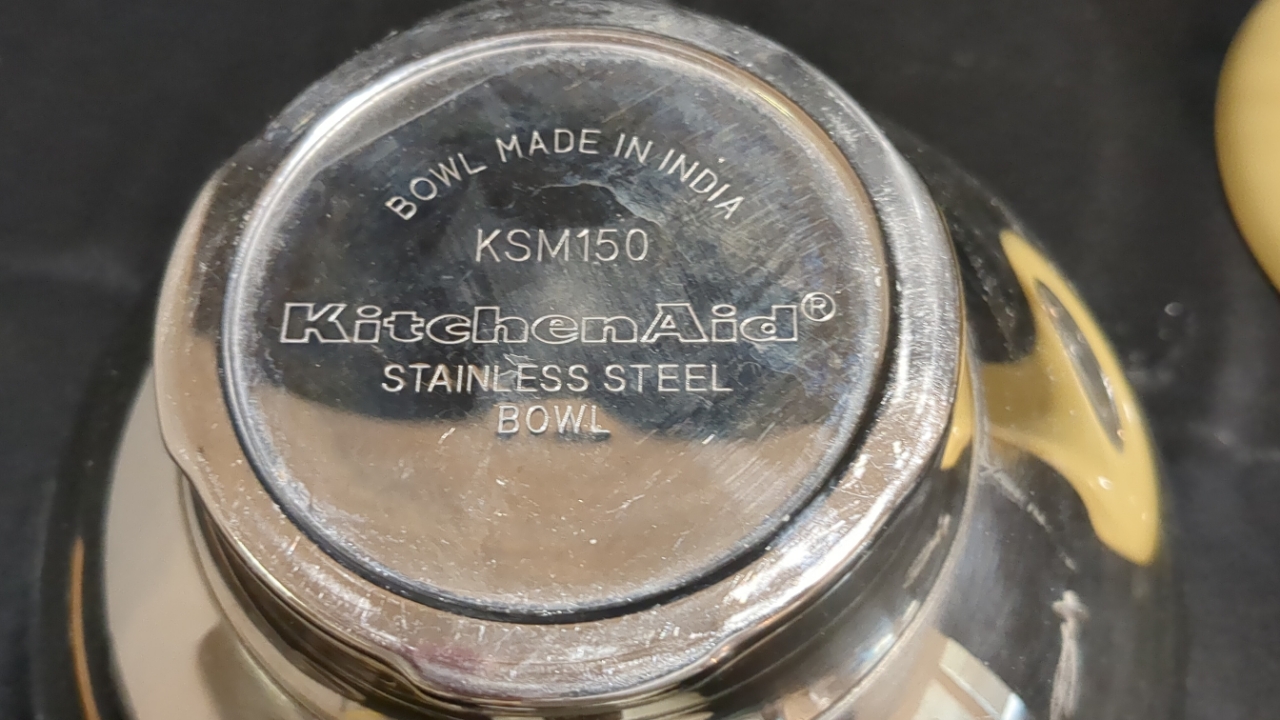 BOWL MADE IN INDIA
KSM150
KitchenAid®
STAINLESS STEEL
BOWL